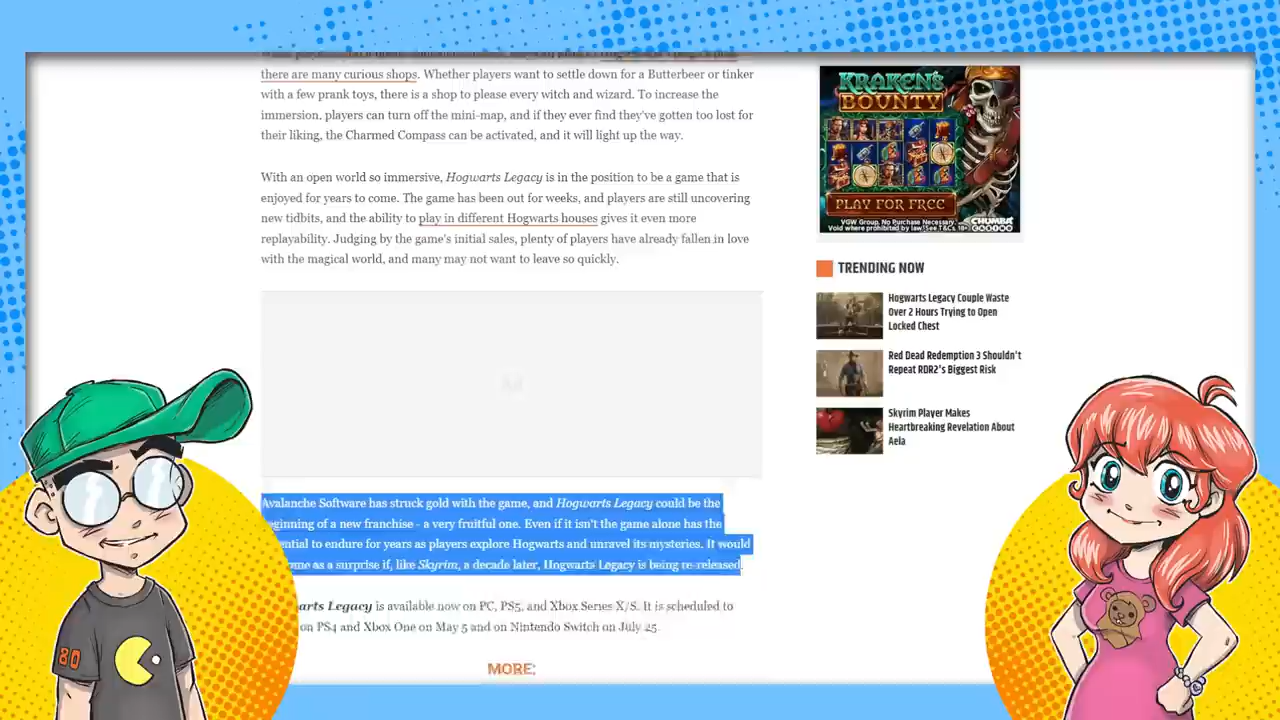 there are many curious shops. Whether players want to settle down for a Butterbeer or tinker
with a few prank toys, there is a shop to please every witch and wizard. To increase the
immersion, players can turn off the mini-map, and if they ever find they've gotten too lost for
their liking, the Charmed Compass can be activated, and it will light up the way.
With an open world so immersive, Hogwarts Legacy is in the position to be a game that is
enjoyed for years to come. The game has been out for weeks, and players are still uncovering
new tidbits, and the ability to play in different Hogwarts houses gives it even more
replayability. Judging by the game's initial sales, plenty of players have already fallen in love
with the magical world, and many may not want to leave so quickly.
Avalanche Software has struck gold with the game, and Hogwarts Legacy could be the
beginning of a new franchise - a very fruitful one. Even if it isn't the game alone has the
ential to endure for years as players explore Hogwarts and unravel its mysteries. It would
me as a surprise if, like Skyrim, a decade later, Hogwarts Legacy is being re-released.
arts Legacy is available now on PC, PS5, and Xbox Series X/S. It is scheduled to
on PS4 and Xbox One on May 5 and on Nintendo Switch on July 25.
MORE:
KRAKEN'S
BOUNTY
PLAY FOR FREE
VGW Group. No Purchase Necessary.
Void where prohibited by law. See T&Cs. 18+
CHUMBA
CASINO
TRENDING NOW
Hogwarts Legacy Couple Waste
Over 2 Hours Trying to Open
Locked Chest
Red Dead Redemption 3 Shouldn't
Repeat RDR2's Biggest Risk
Skyrim Player Makes
Heartbreaking Revelation About
Aela
80